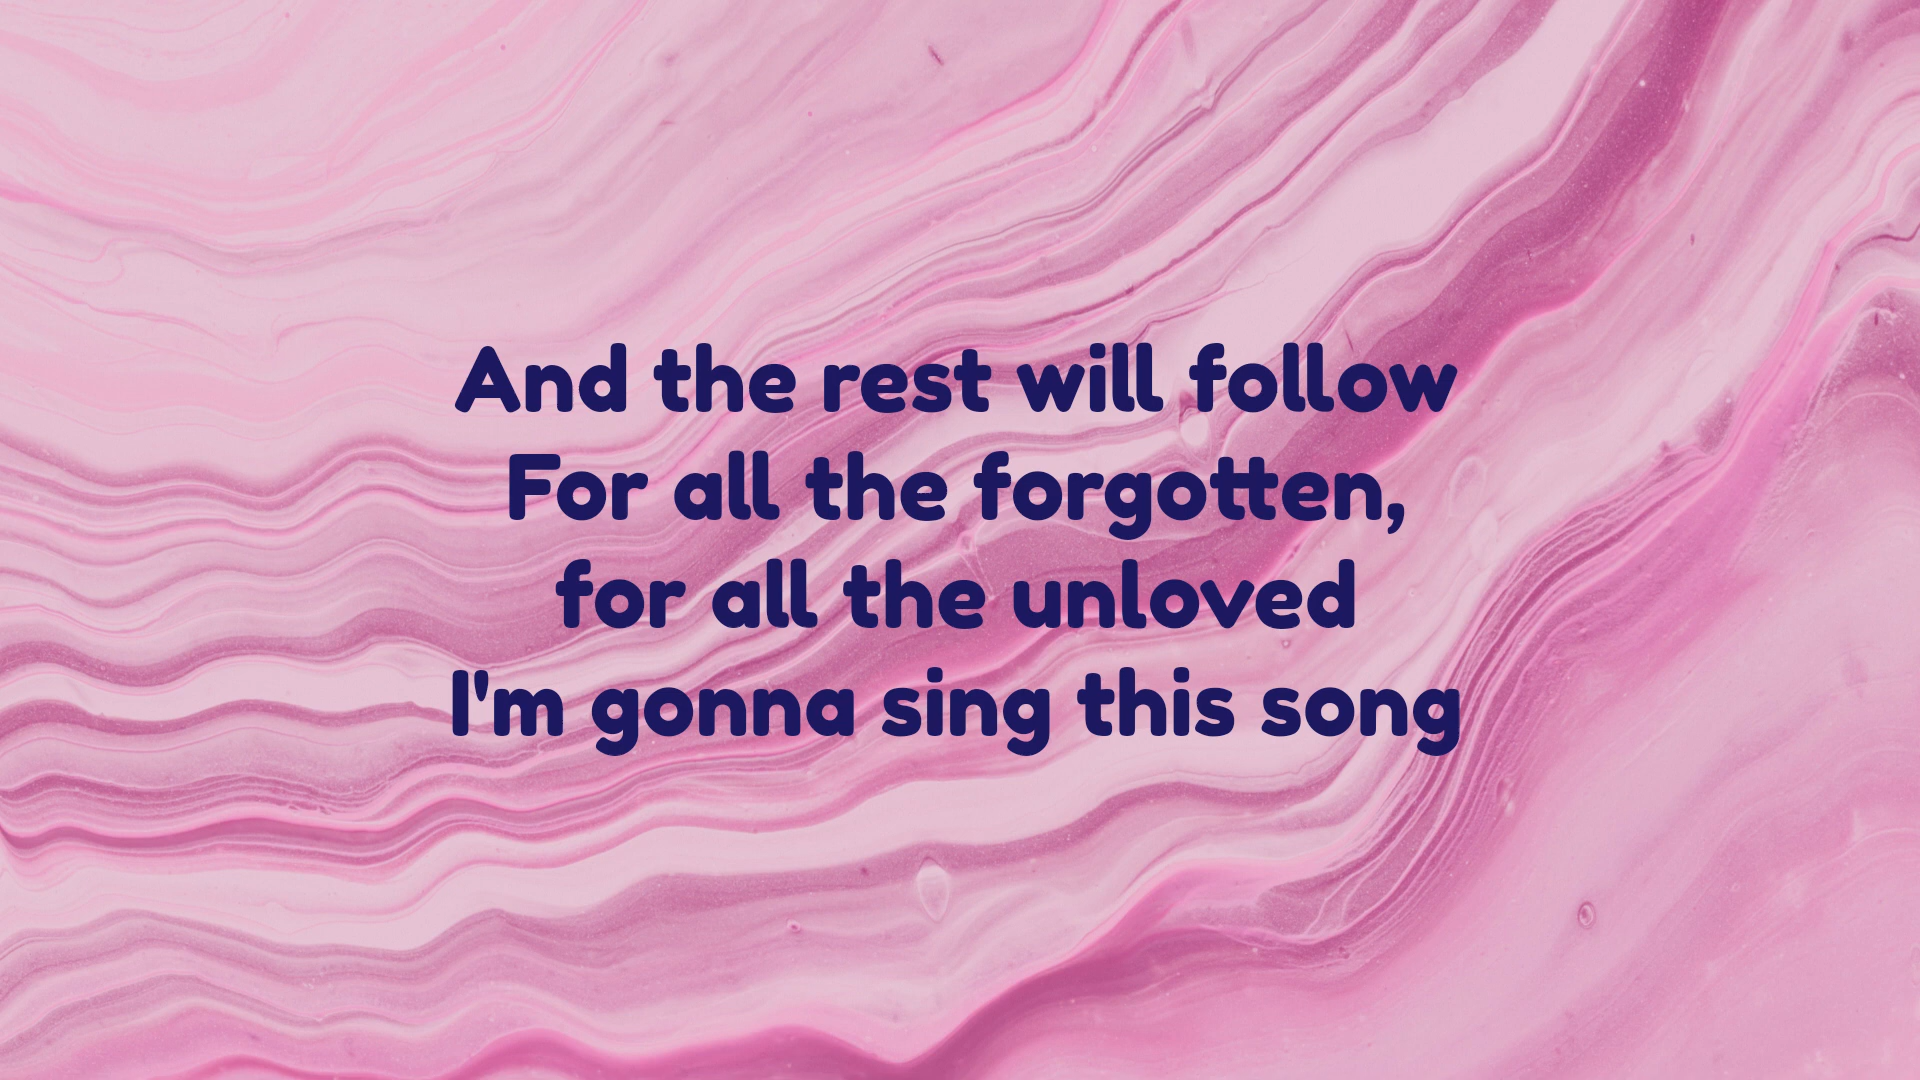 And the rest will follow
For all the forgotten,
for all the unloved
I'm gonna sing this song